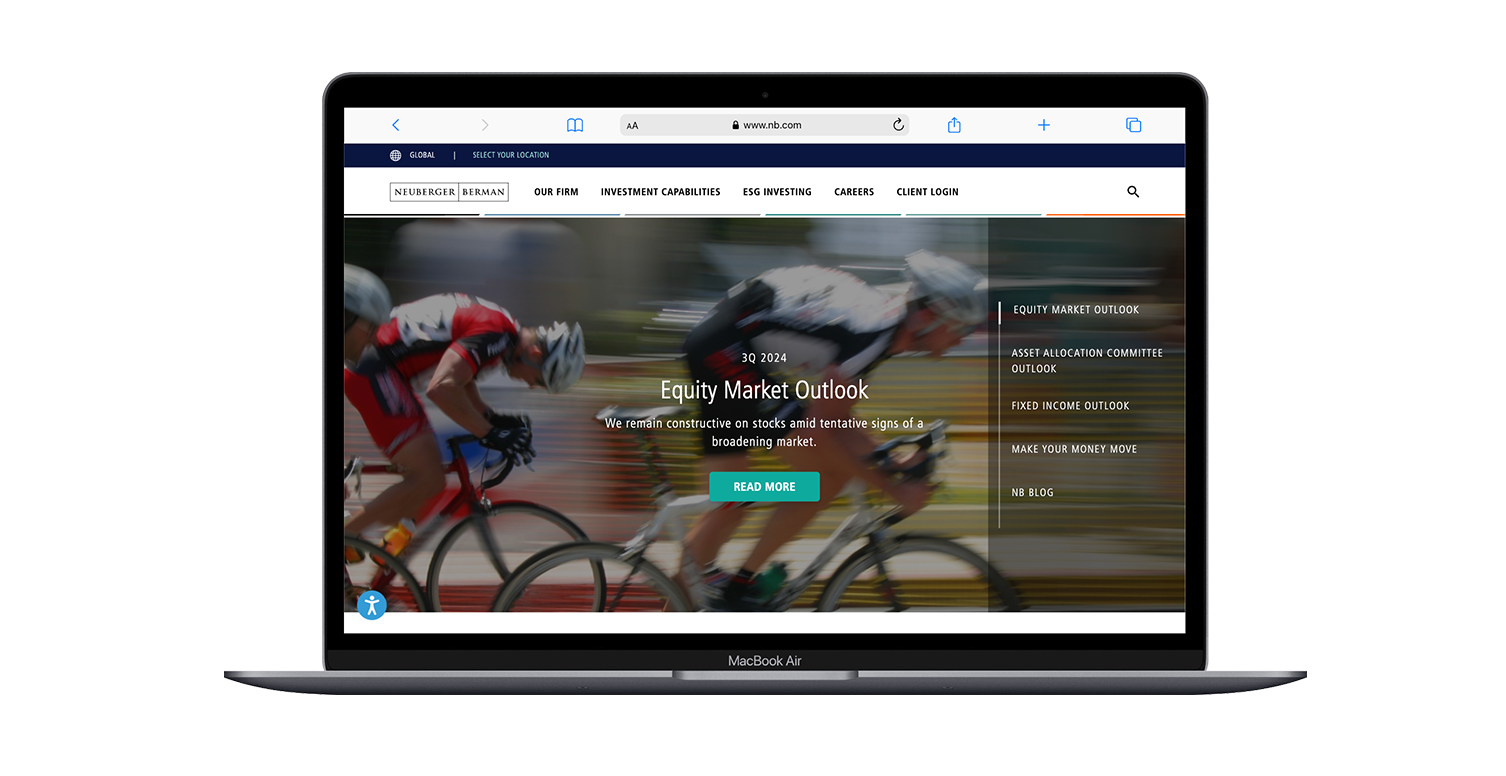 AA
www.nb.com
GLOBAL | SELECT YOUR LOCATION
NEUBERGER BERMAN
OUR FIRM
INVESTMENT CAPABILITIES
ESG INVESTING
CAREERS
CLIENT LOGIN
3Q 2024
Equity Market Outlook
We remain constructive on stocks amid tentative signs of a
broadening market.
READ MORE
EQUITY MARKET OUTLOOK
ASSET ALLOCATION COMMITTEE
OUTLOOK
FIXED INCOME OUTLOOK
MAKE YOUR MONEY MOVE
NB BLOG
MacBook Air